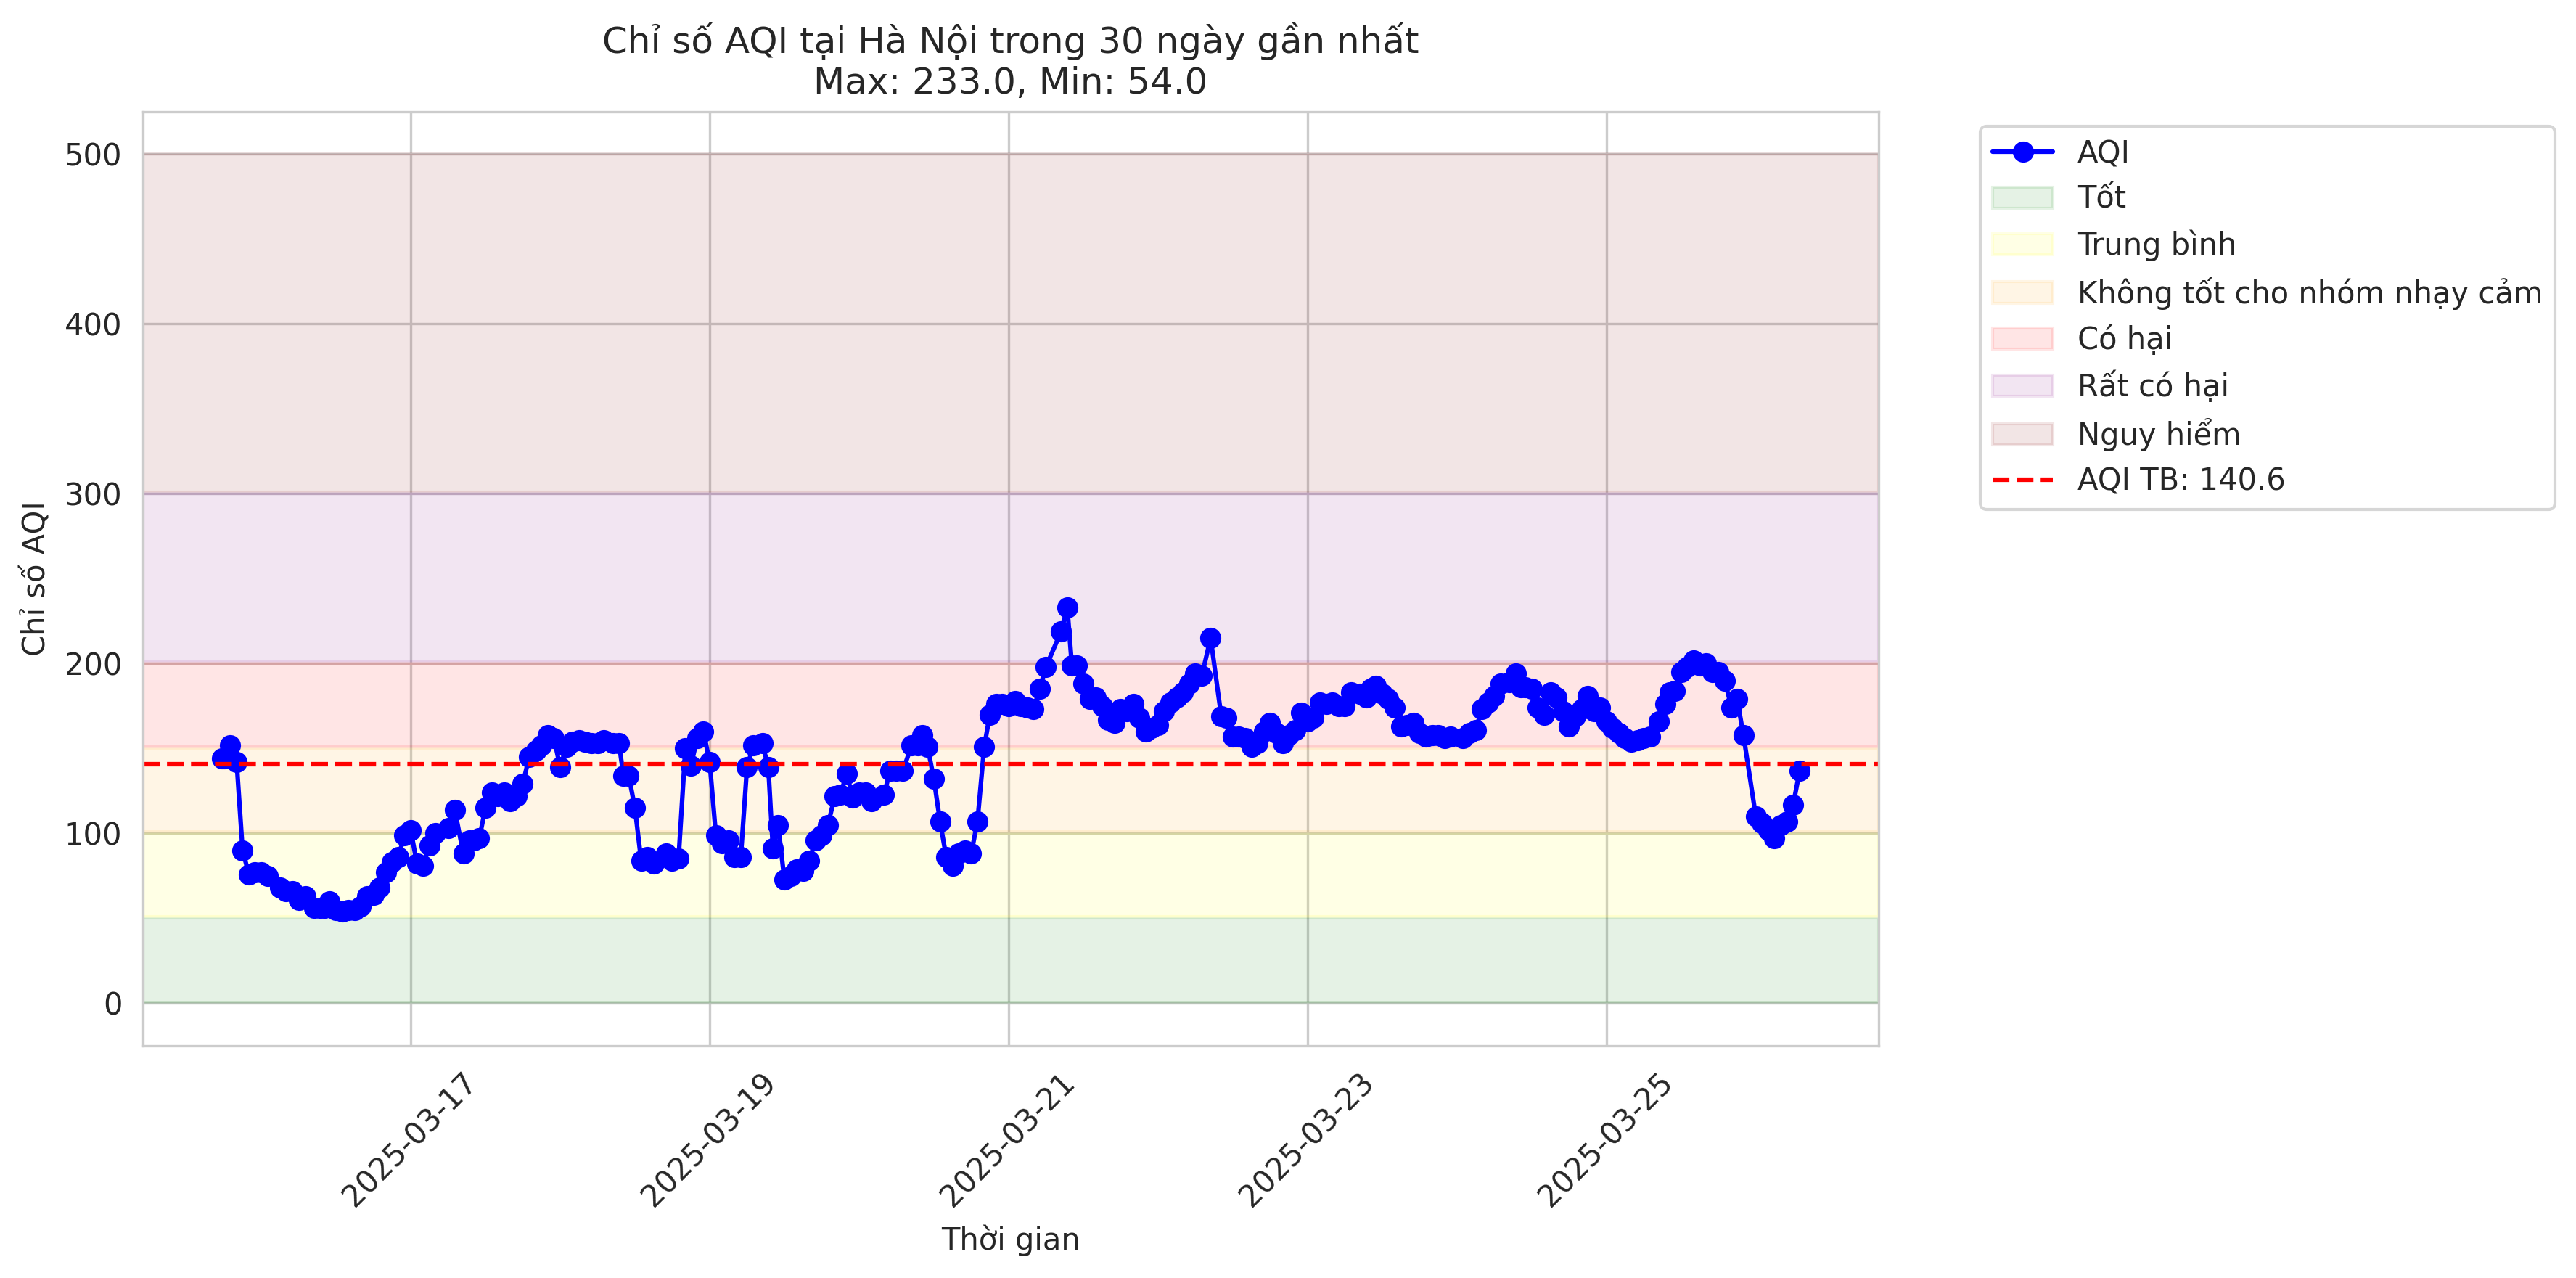 Chỉ số AQI tại Hà Nội trong 30 ngày gần nhất
Max: 233.0, Min: 54.0
Chỉ số AQI
500
400
300
200
100
0
2025-03-17
2025-03-19
2025-03-21
2025-03-23
2025-03-25
Thời gian
AQI
Tốt
Trung bình
Không tốt cho nhóm nhạy cảm
Có hại
Rất có hại
Nguy hiểm
AQI TB: 140.6